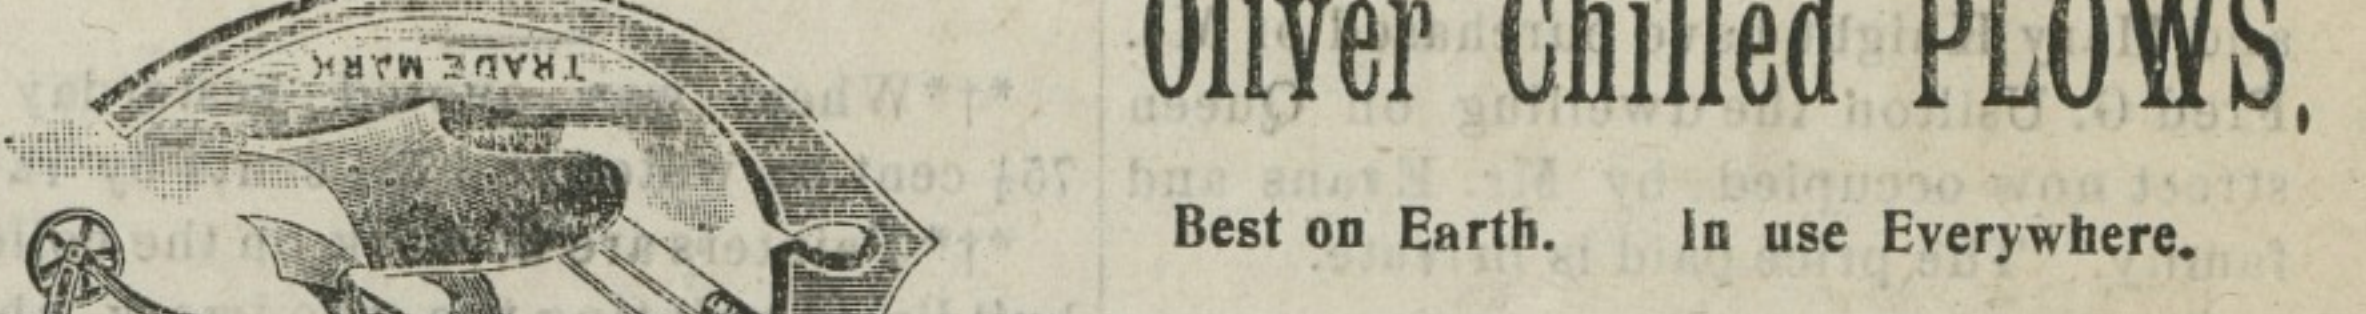 TRADE MARK
Oliver Chilled PLOWS.
Best on Earth. In use Everywhere.